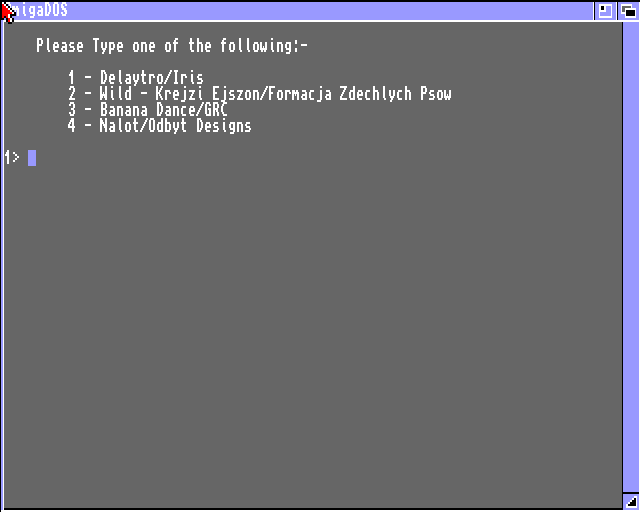 migaDOS
Please Type one of the following:-
1 - Delaytro/Iris
2 - Wild - Krejzi Ejszon/Formacja Zdechlych Psow
3 - Banana Dance/GRC
4 - Nalot/Odbyt Designs
1>